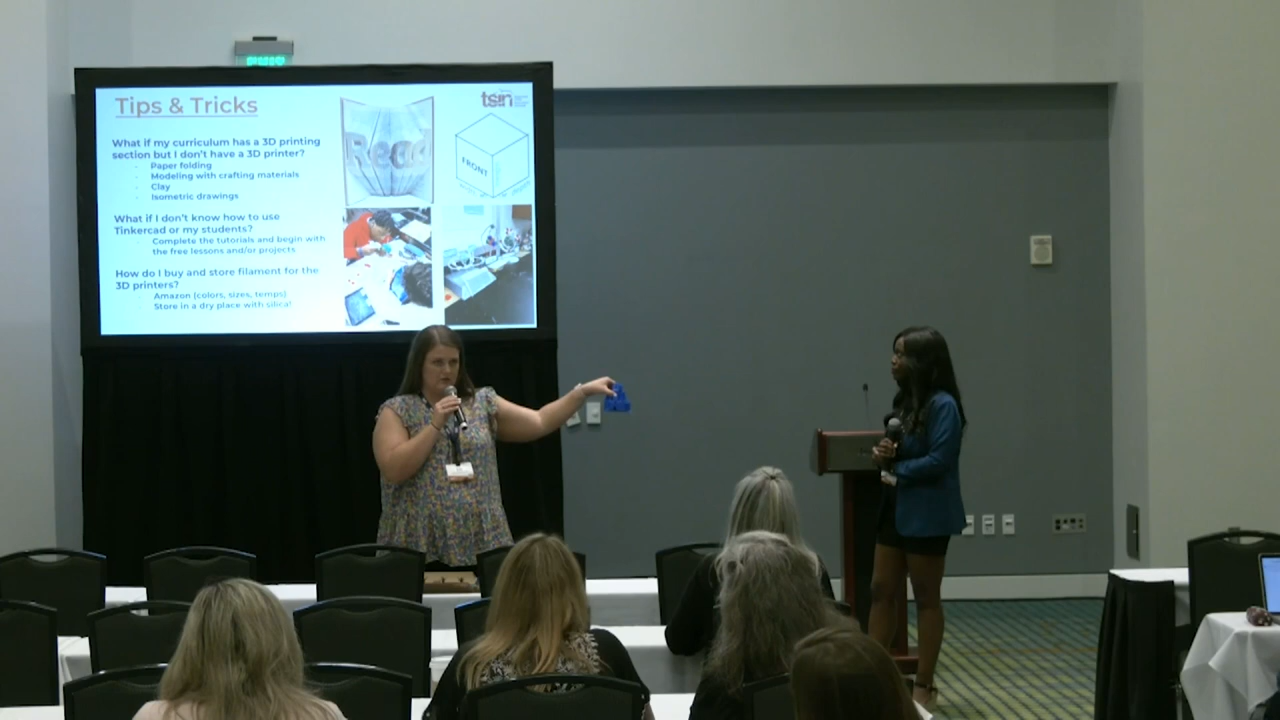 EXIT
Tips & Tricks
tsin
What if my curriculum has a 3D printing
section but I don't have a 3D printer?
Paper folding
Modeling with crafting materials
Clay
Isometric drawings
What if I don't know how to use
Tinkercad or my students?
Complete the tutorials and begin with
the free lessons and/or projects
How do I buy and store filament for the
3D printers?
Amazon (colors, sizes, temps)
Store in a dry place with silica!
Read
FRONT